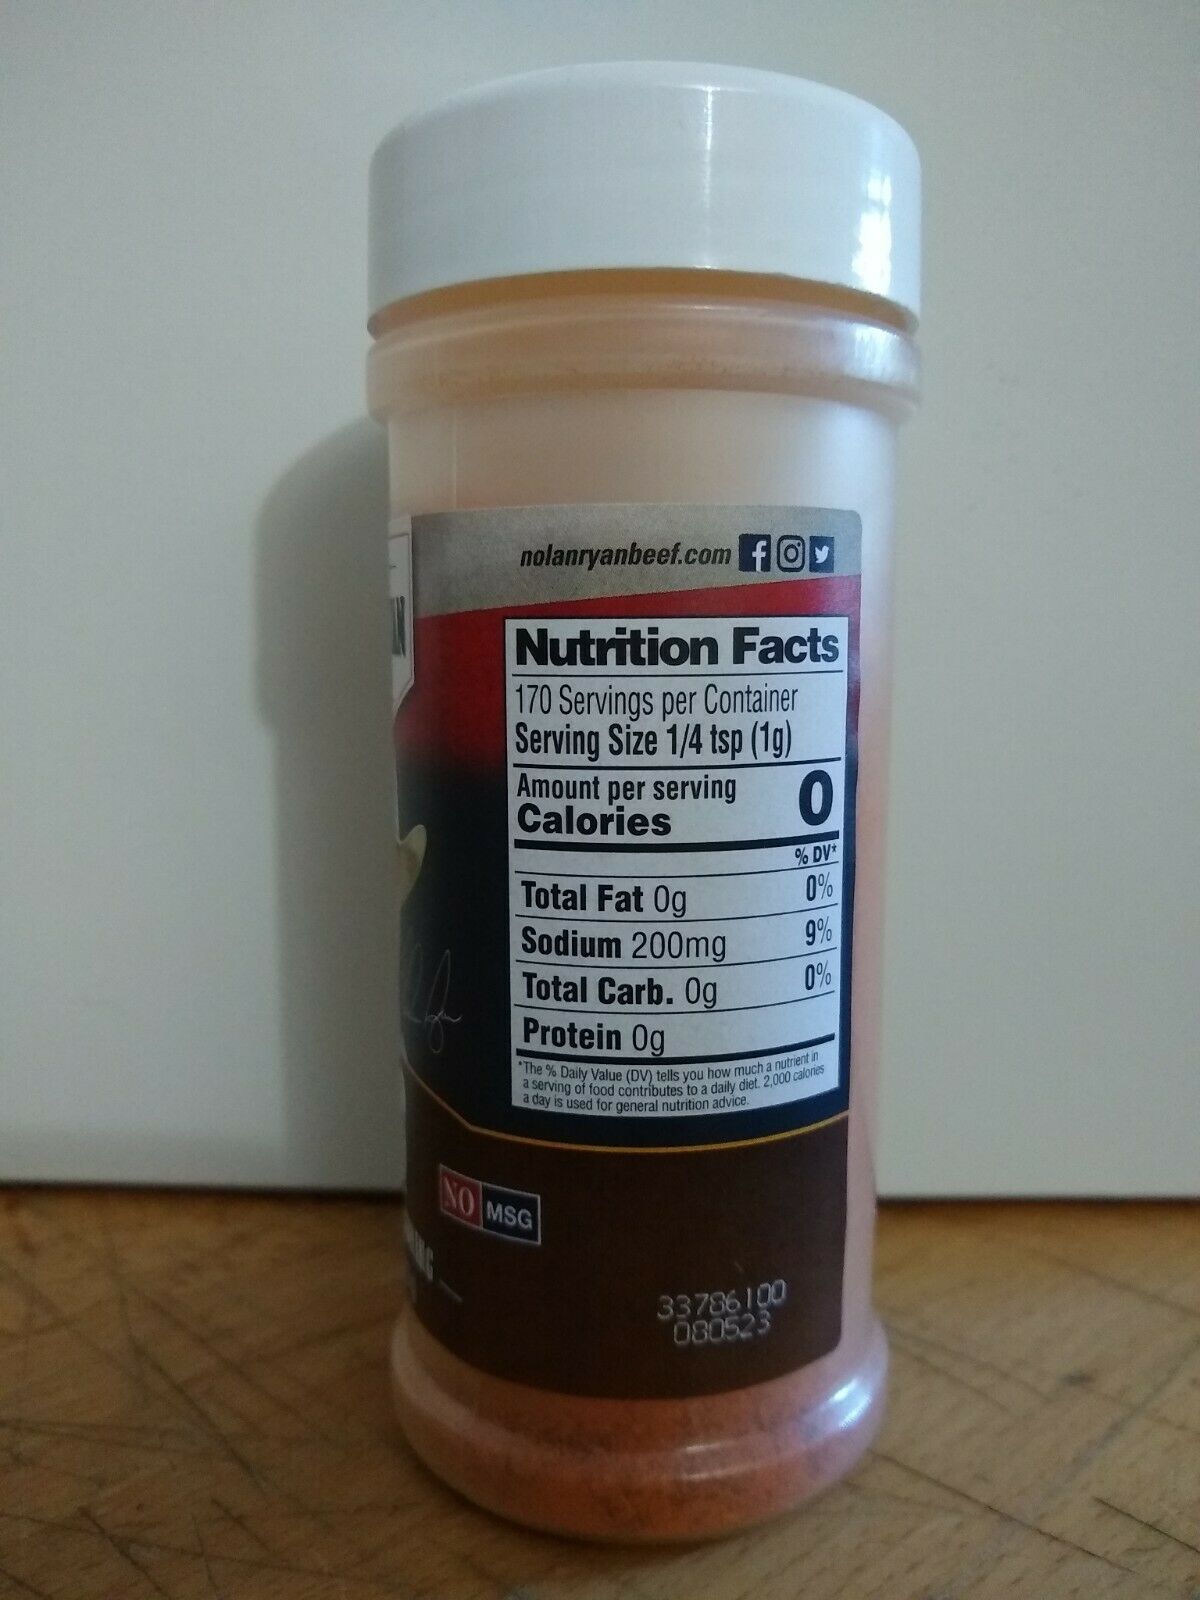 nolanryanbeef.com
Nutrition Facts
170 Servings per Container
Serving Size 1/4 tsp (1g)
Amount per serving
Calories 0
% DV*
Total Fat 0g 0%
Sodium 200mg 9%
Total Carb. 0g 0%
Protein 0g
*The % Daily Value (DV) tells you how much a nutrient in
a serving of food contributes to a daily diet. 2,000 calories
a day is used for general nutrition advice.
NO MSG
33786100
080523